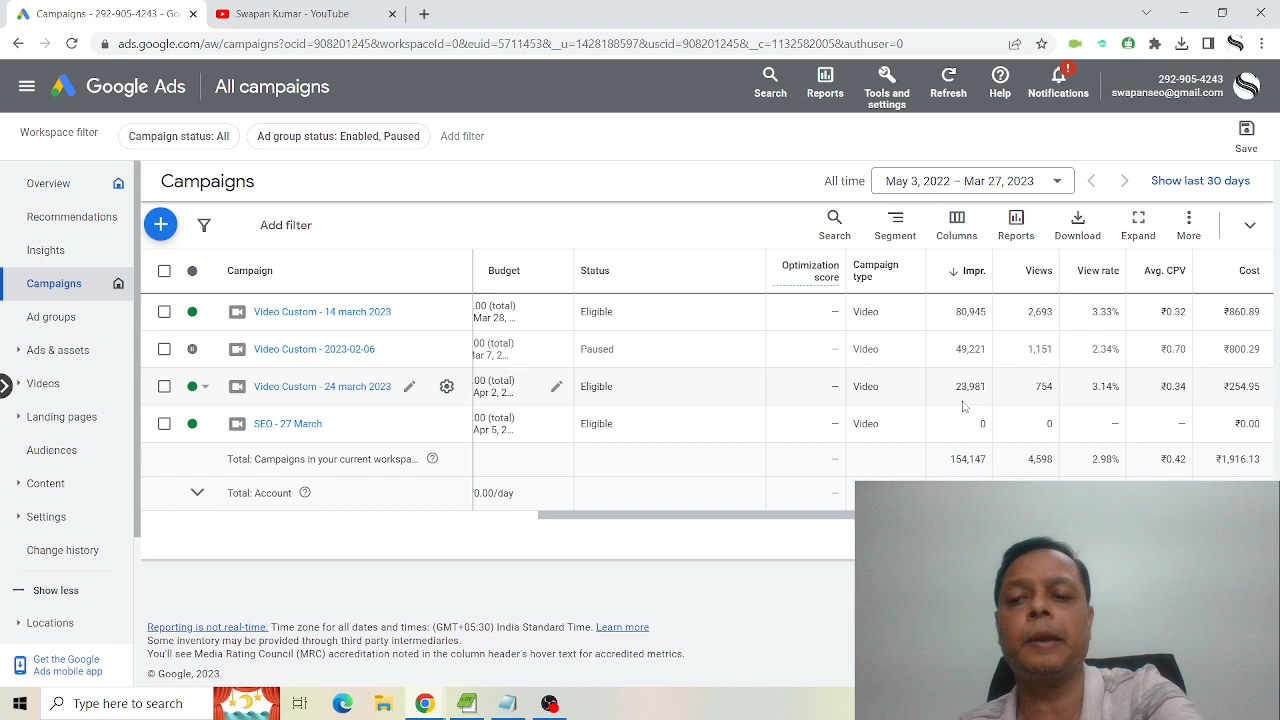 Campaigns - 292-905-4243 - Goo
Swapan Kumar - YouTube
ads.google.com/aw/campaigns?ocid=908201245&workspaceId=0&euid=5711453&__u=1428188597&uscid=908201245&__c=1132582005&authuser=0
Google Ads
All campaigns
Search
Reports
Tools and settings
Refresh
Help
Notifications
292-905-4243
swapanseo@gmail.com
Workspace filter
Campaign status: All
Ad group status: Enabled, Paused
Add filter
Save
Overview
Recommendations
Insights
Campaigns
Ad groups
Ads & assets
Videos
Landing pages
Audiences
Content
Settings
Change history
Show less
Locations
Get the Google
Ads mobile app
Campaigns
All time
May 3, 2022 – Mar 27, 2023
Show last 30 days
Add filter
Search
Segment
Columns
Reports
Download
Expand
More
Campaign Budget Status Optimization score Campaign type Impr. Views View rate Avg. CPV Cost
Video Custom - 14 march 2023 .00 (total) Mar 28, ... Eligible — Video 80,945 2,693 3.33% ₹0.32 ₹860.89
Video Custom - 2023-02-06 .00 (total) Mar 7, 2... Paused — Video 49,221 1,151 2.34% ₹0.70 ₹800.29
Video Custom - 24 march 2023 .00 (total) Apr 2, 2... Eligible — Video 23,981 754 3.14% ₹0.34 ₹254.95
SEO - 27 March .00 (total) Apr 5, 2... Eligible — Video 0 0 — — ₹0.00
Total: Campaigns in your current workspa... — 154,147 4,598 2.98% ₹0.42 ₹1,916.13
Total: Account ₹0.00/day —
Reporting is not real-time. Time zone for all dates and times: (GMT+05:30) India Standard Time. Learn more
Some inventory may be provided through third party intermediaries.
You'll see Media Rating Council (MRC) accreditation noted in the column header's hover text for accredited metrics.
© Google, 2023.
Type here to search